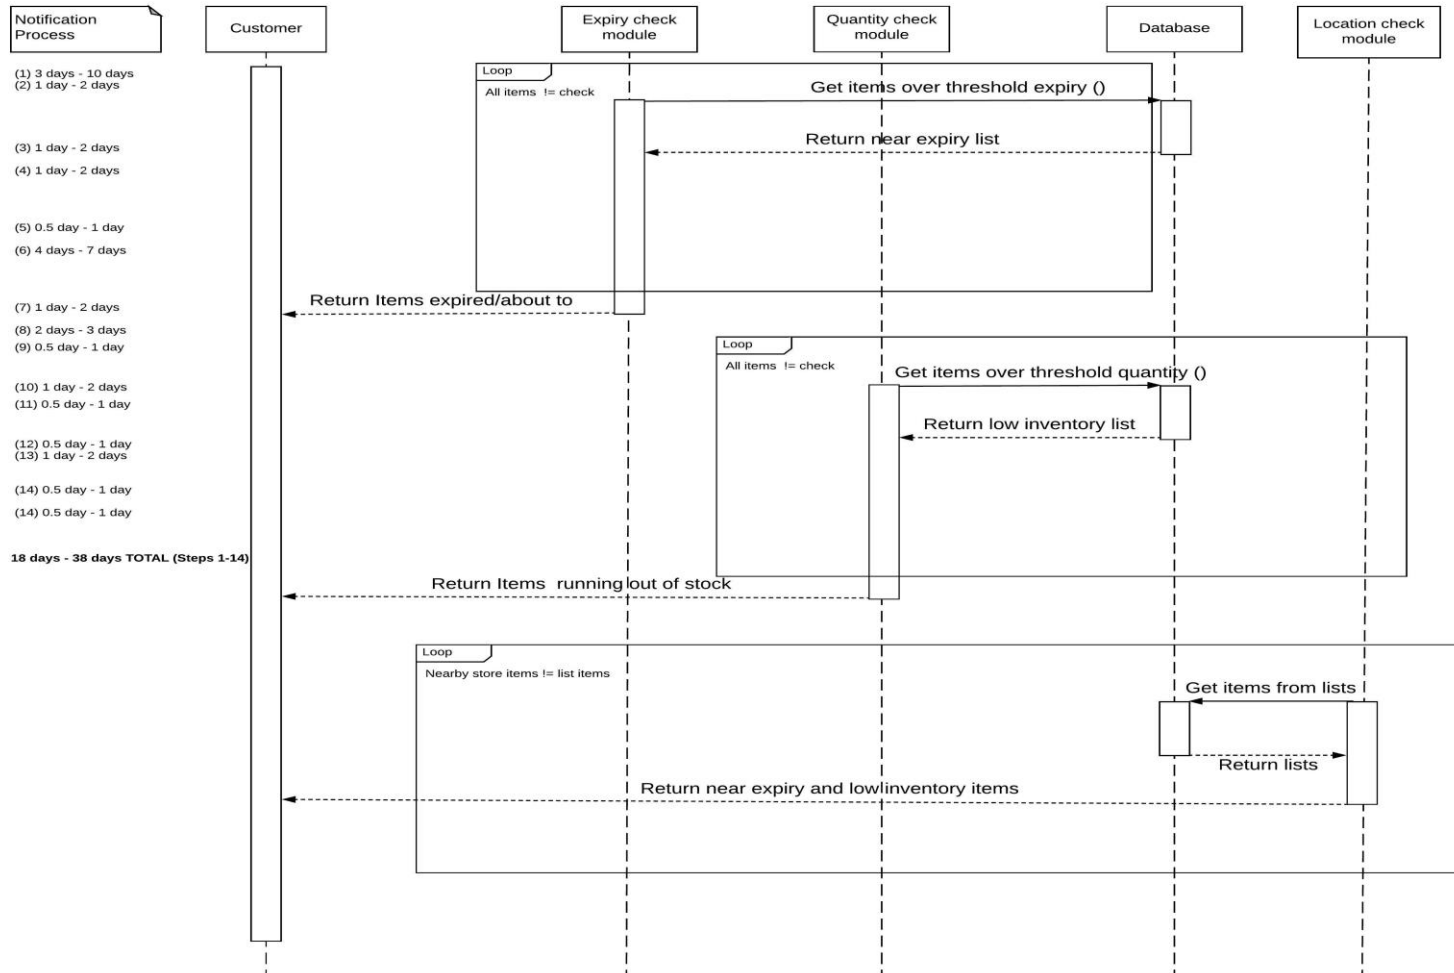 Notification
Process
Customer
Expiry check
module
Quantity check
module
Database
Location check
module
(1) 3 days - 10 days
(2) 1 day - 2 days
(3) 1 day - 2 days
(4) 1 day - 2 days
(5) 0.5 day - 1 day
(6) 4 days - 7 days
(7) 1 day - 2 days
(8) 2 days - 3 days
(9) 0.5 day - 1 day
(10) 1 day - 2 days
(11) 0.5 day - 1 day
(12) 0.5 day - 1 day
(13) 1 day - 2 days
(14) 0.5 day - 1 day
(14) 0.5 day - 1 day
18 days - 38 days TOTAL (Steps 1-14)
Loop
All items != check
Get items over threshold expiry ()
Return near expiry list
Return Items expired/about to
Loop
All items != check
Get items over threshold quantity ()
Return low inventory list
Return Items running out of stock
Loop
Nearby store items != list items
Get items from lists
Return lists
Return near expiry and low inventory items